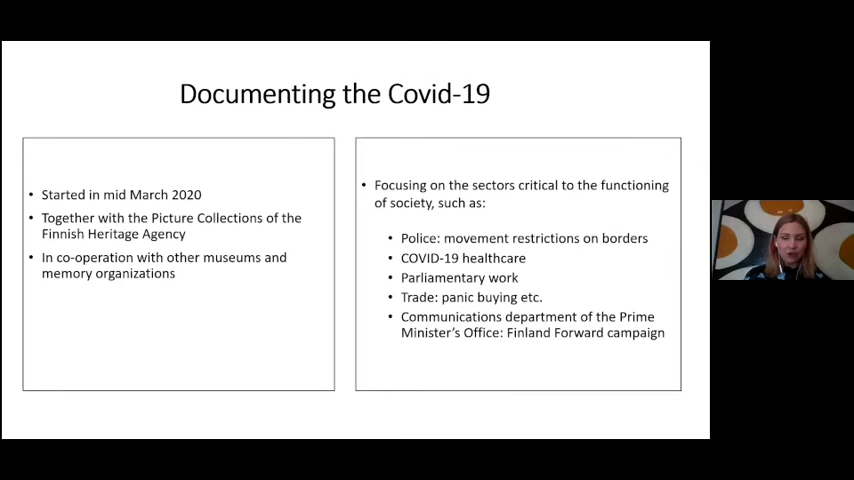 Documenting the Covid-19
• Started in mid March 2020
• Together with the Picture Collections of the
Finnish Heritage Agency
• In co-operation with other museums and
memory organizations
• Focusing on the sectors critical to the functioning
of society, such as:
• Police: movement restrictions on borders
• COVID-19 healthcare
• Parliamentary work
• Trade: panic buying etc.
• Communications department of the Prime
Minister's Office: Finland Forward campaign